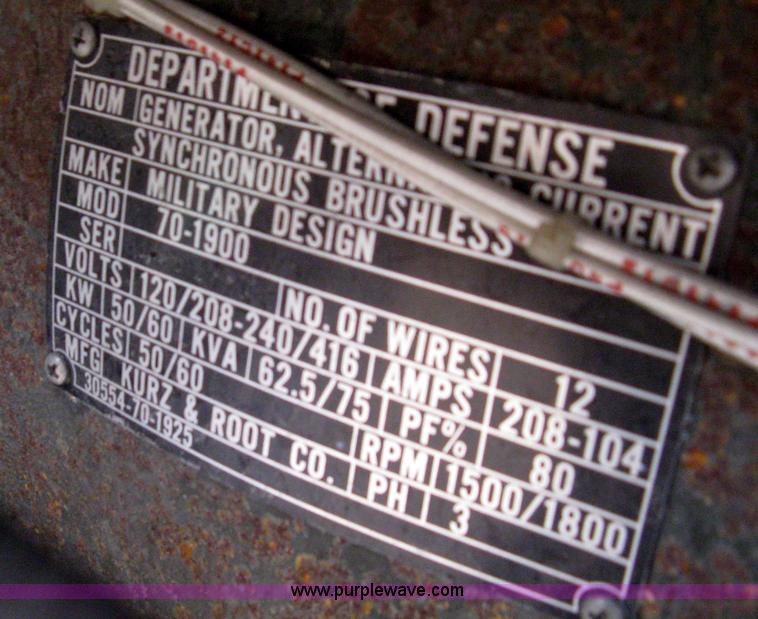 DEPARTMENT OF DEFENSE
NOM GENERATOR, CURRENT
SYNCHRONOUS BRUSHLESS
MAKE MILITARY DESIGN
MOD 70-1900
SER NO. OF WIRES 12
VOLTS 120/208-240/416 AMPS 208-104
KW 50/60 KVA 62.5/75 PF% 80
CYCLES 50/60 RPM 1500/1800
MFG KURZ & ROOT CO. PH 3
30554-70-1925
www.purplewave.com